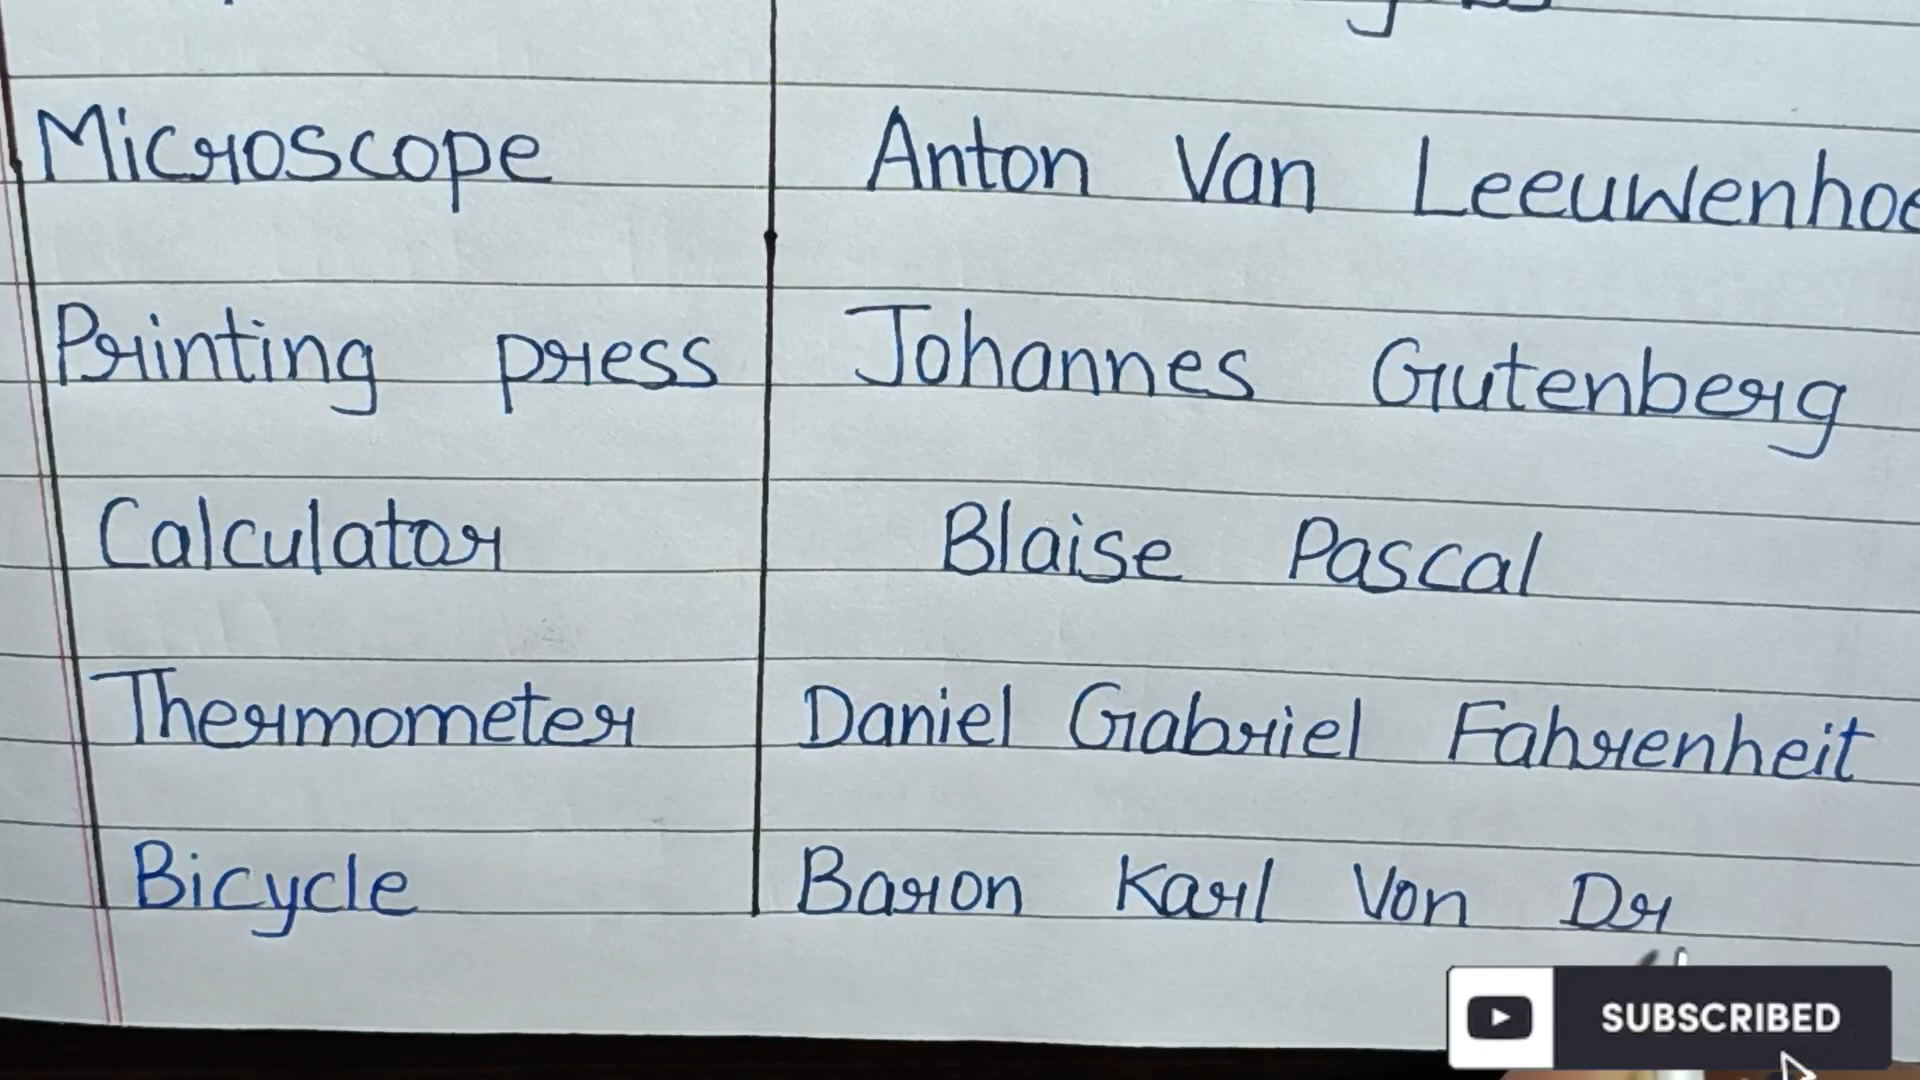 Microscope Anton Van Leeuwenhoe
Printing press Johannes Gutenberg
Calculator Blaise Pascal
Thermometer Daniel Gabriel Fahrenheit
Bicycle Baron Karl Von Dr
SUBSCRIBED